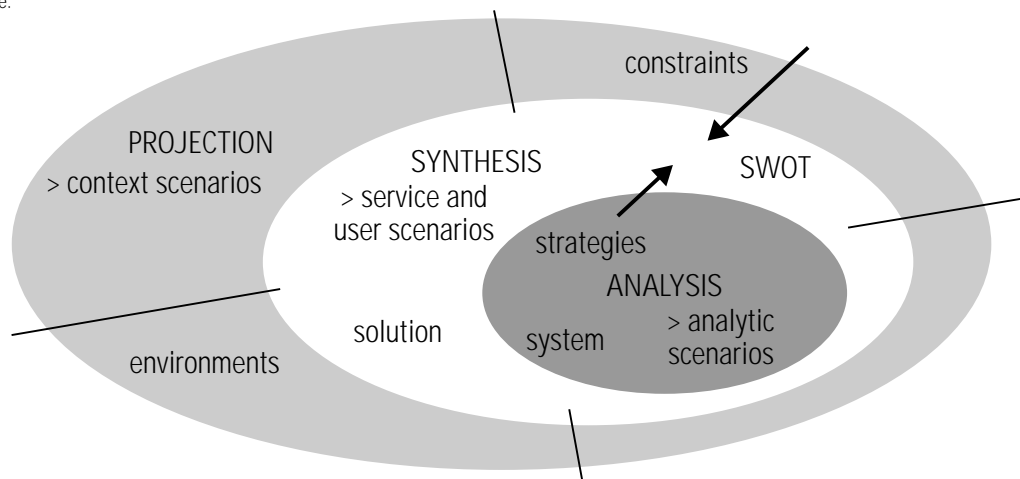 e.
constraints
PROJECTION
> context scenarios
SYNTHESIS
> service and
user scenarios
SWOT
strategies
ANALYSIS
> analytic
scenarios
system
solution
environments